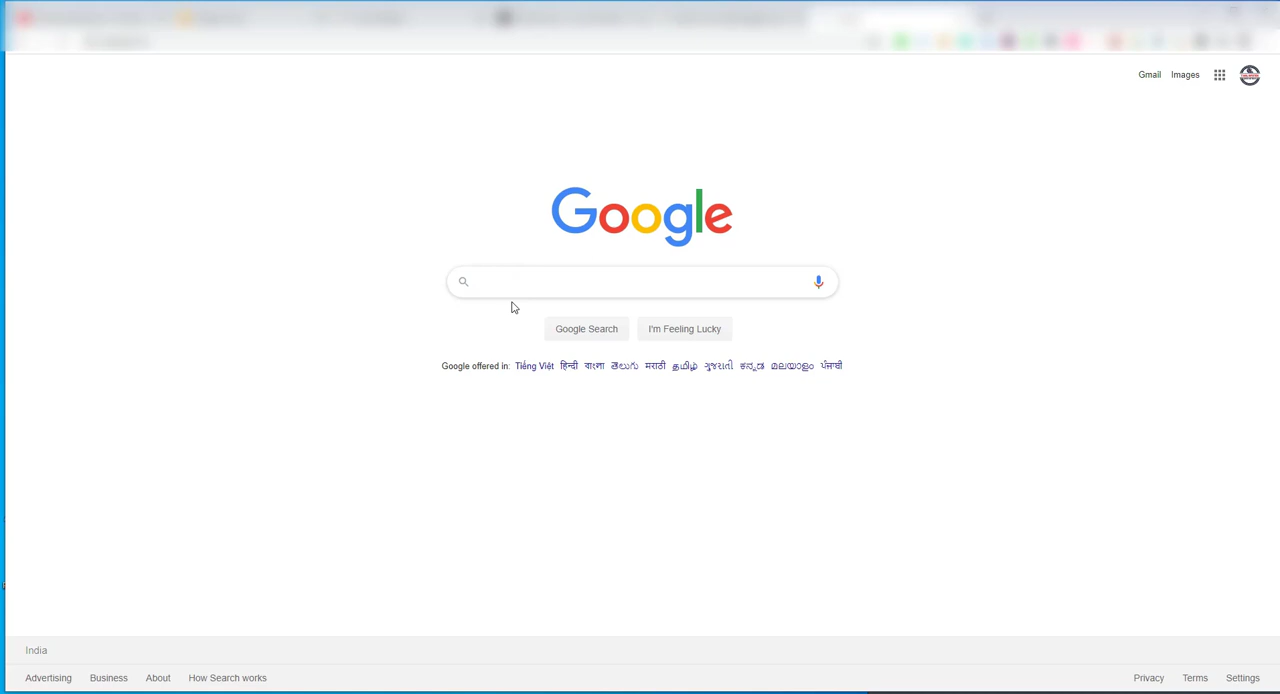 Gmail Images
Google
Google Search I'm Feeling Lucky
Google offered in: Tiếng Việt हिन्दी বাংলা తెలుగు मराठी தமிழ் ગુજરાતી ಕನ್ನಡ മലയാളം ਪੰਜਾਬੀ
India
Advertising Business About How Search works Privacy Terms Settings